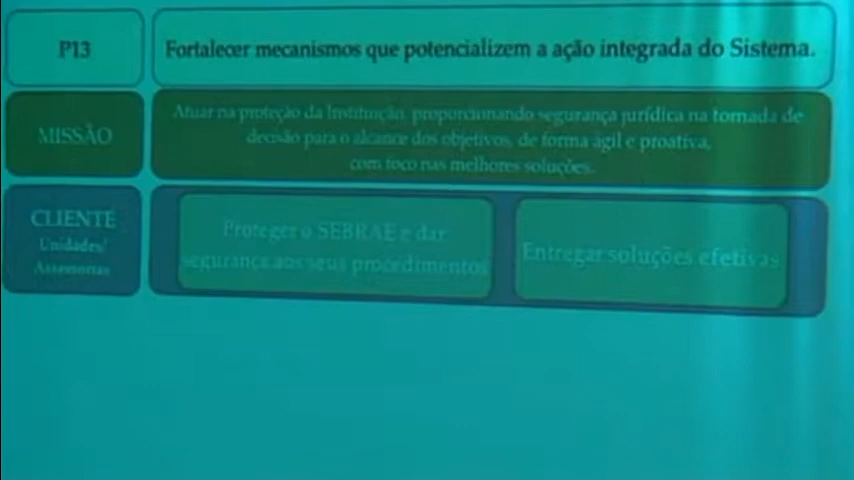 P13
Fortalecer mecanismos que potencializem a ação integrada do Sistema.
MISSÃO
Atuar na proteção da Instituição, proporcionando segurança jurídica na tomada de
decisão para o alcance dos objetivos, de forma ágil e proativa,
com foco nas melhores soluções.
CLIENTE
Unidades/
Assessorias
Proteger o SEBRAE e dar
segurança aos seus procedimentos
Entregar soluções efetivas